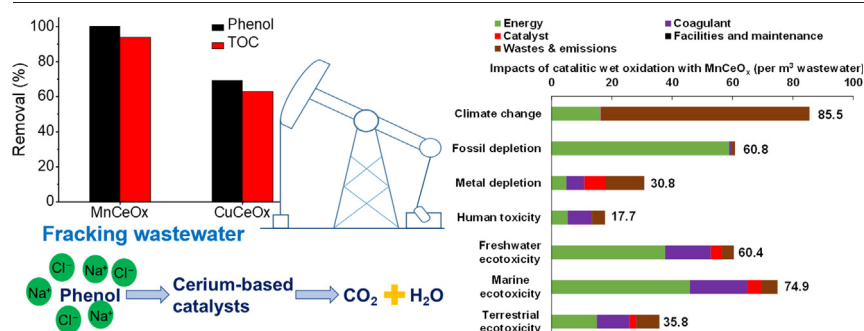 Removal (%)
100
80
60
40
20
0
Phenol
TOC
MnCeOx
CuCeOx
Fracking wastewater
Cl⁻
Na⁺
Cl⁻
Na⁺
Phenol
Cl⁻
Na⁺
Cerium-based
catalysts
CO₂
H₂O
Energy
Coagulant
Catalyst
Facilities and maintenance
Wastes & emissions
Impacts of catalitic wet oxidation with MnCeOₓ (per m³ wastewater)
0 20 40 60 80 100
Climate change 85.5
Fossil depletion 60.8
Metal depletion 30.8
Human toxicity 17.7
Freshwater
ecotoxicity 60.4
Marine
ecotoxicity 74.9
Terrestrial
ecotoxicity 35.8